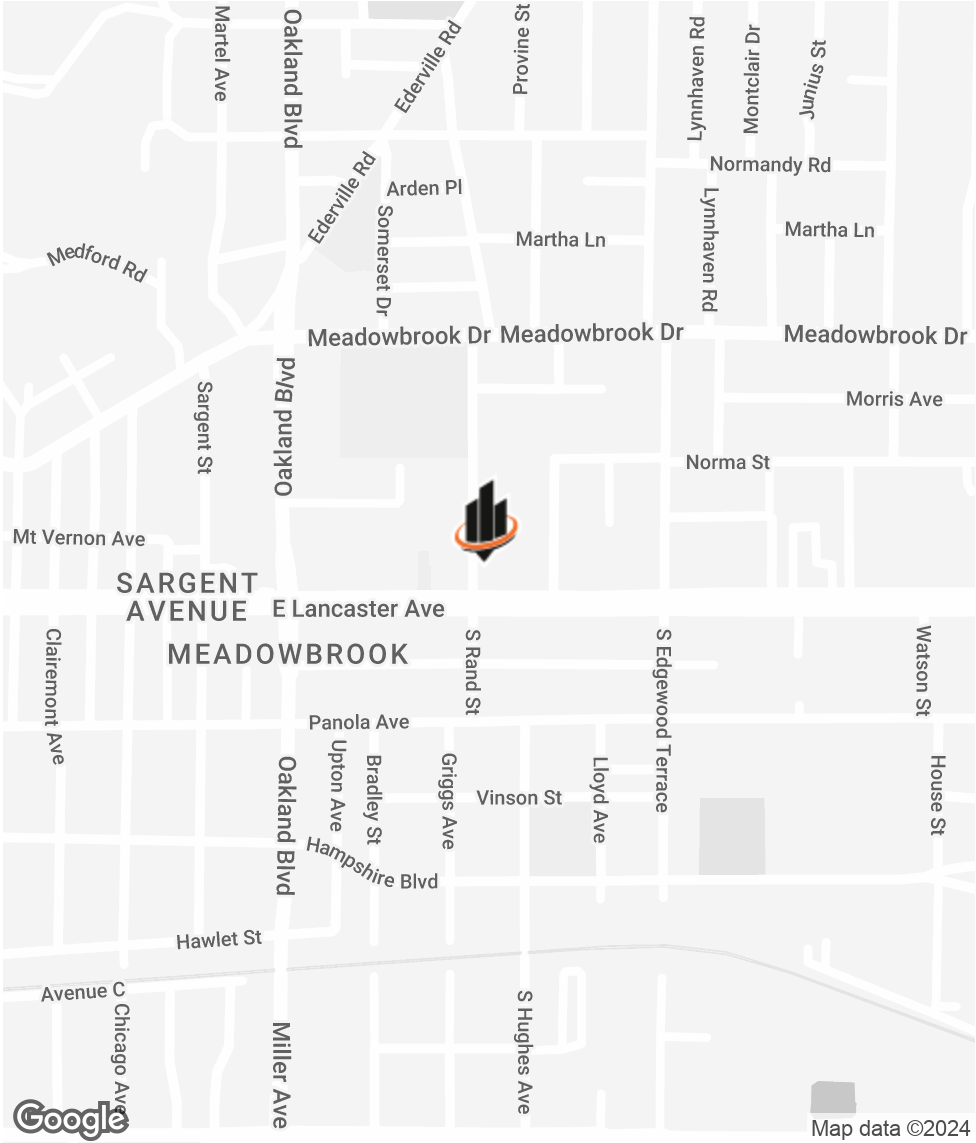 Martel Ave
Oakland Blvd
Ederville Rd
Provine St
Lynnhaven Rd
Montclair Dr
Junius St
Normandy Rd
Ederville Rd
Arden Pl
Somerset Dr
Lynnhaven Rd
Martha Ln
Martha Ln
Medford Rd
Meadowbrook Dr
Meadowbrook Dr
Meadowbrook Dr
Sargent St
Oakland Blvd
Morris Ave
Norma St
Mt Vernon Ave
SARGENT
AVENUE
E Lancaster Ave
MEADOWBROOK
Clairemont Ave
S Rand St
S Edgewood Terrace
Watson St
Panola Ave
Oakland Blvd
Upton Ave
Bradley St
Griggs Ave
Vinson St
Lloyd Ave
House St
Hampshire Blvd
Hawlet St
Avenue C
Chicago Ave
Miller Ave
S Hughes Ave
Google
Map data ©2024